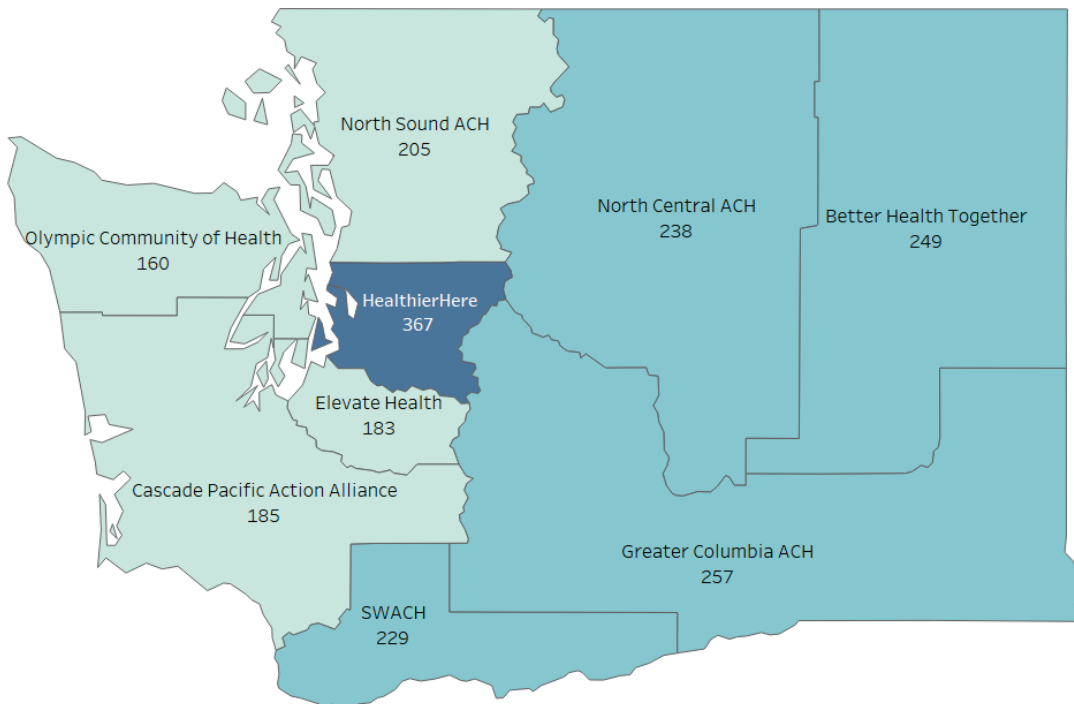 North Sound ACH
205
North Central ACH
238
Better Health Together
249
Olympic Community of Health
160
HealthierHere
367
Elevate Health
183
Cascade Pacific Action Alliance
185
Greater Columbia ACH
257
SWACH
229